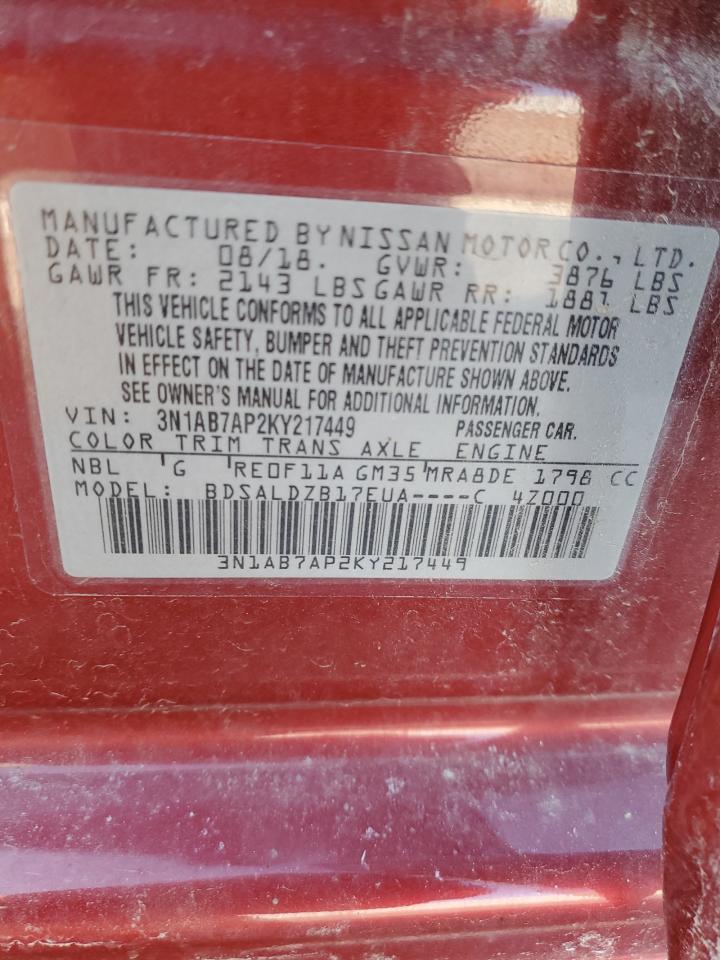 MANUFACTURED BY NISSAN MOTOR CO., LTD.
DATE: 08/18. GVWR: 3876 LBS
GAWR FR: 2143 LBS GAWR RR: 1881 LBS
THIS VEHICLE CONFORMS TO ALL APPLICABLE FEDERAL MOTOR
VEHICLE SAFETY, BUMPER AND THEFT PREVENTION STANDARDS
IN EFFECT ON THE DATE OF MANUFACTURE SHOWN ABOVE.
SEE OWNER'S MANUAL FOR ADDITIONAL INFORMATION.
VIN: 3N1AB7AP2KY217449 PASSENGER CAR.
COLOR TRIM TRANS AXLE ENGINE
NBL G RE0F11A GM35 MRA8DE 1798 CC
MODEL: BDSALDZB17EUA----C 4Z000
3N1AB7AP2KY217449